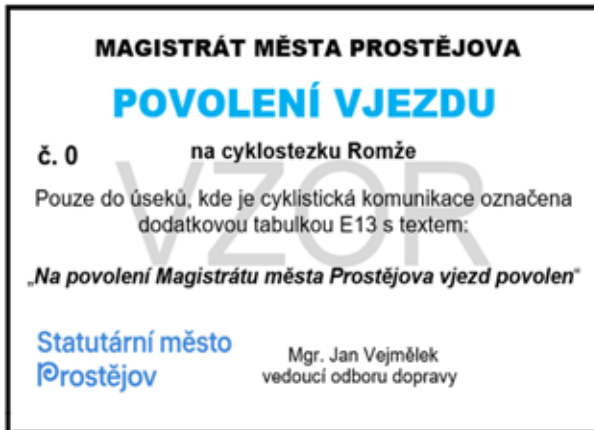 MAGISTRÁT MĚSTA PROSTĚJOVA
POVOLENÍ VJEZDU
č. 0 na cyklostezku Romže
VZOR
Pouze do úseků, kde je cyklistická komunikace označena
dodatkovou tabulkou E13 s textem:
„Na povolení Magistrátu města Prostějova vjezd povolen“
Statutární město
Prostějov
Mgr. Jan Vejmělek
vedoucí odboru dopravy